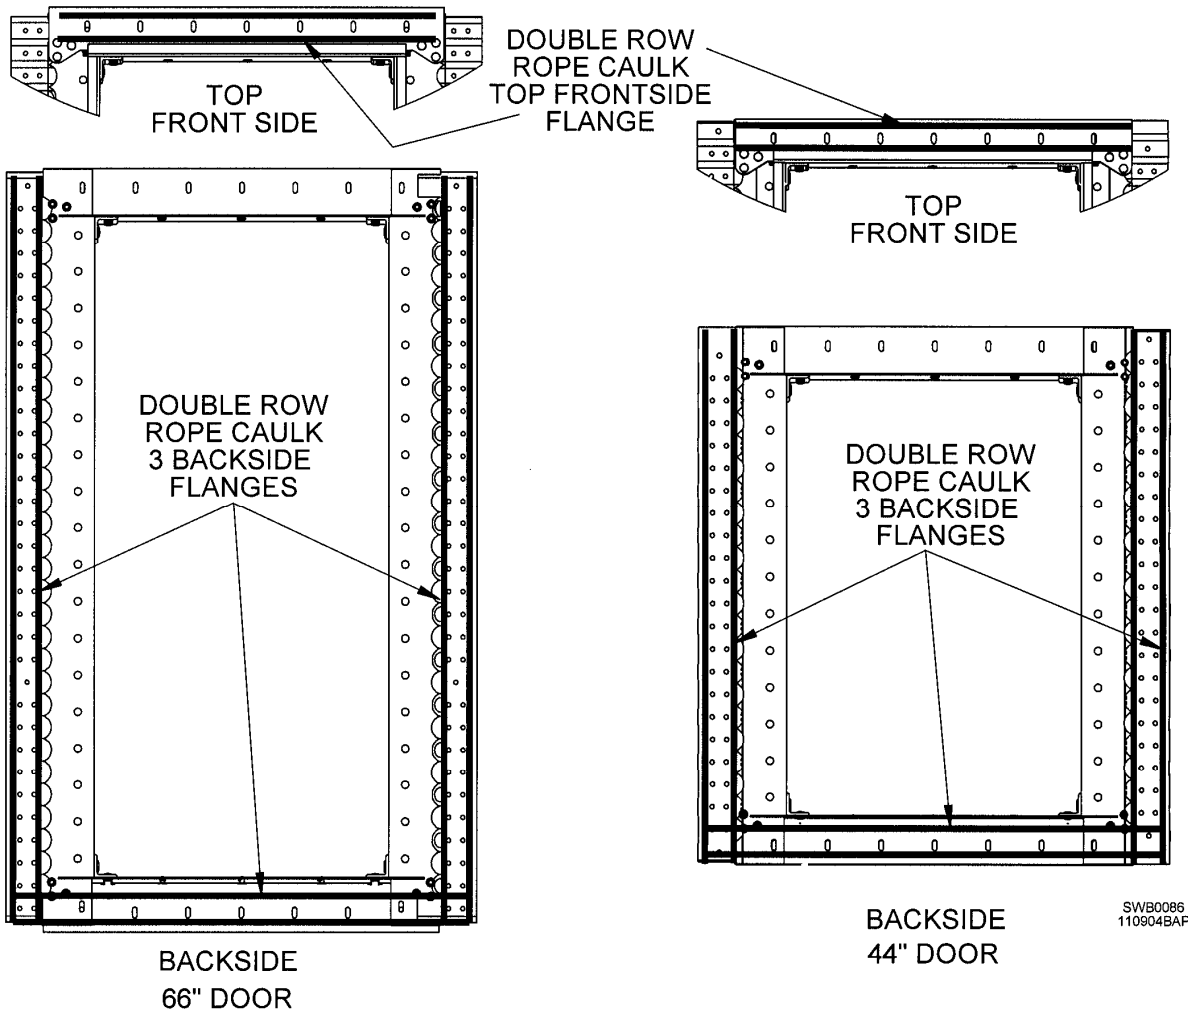 DOUBLE ROW
ROPE CAULK
TOP FRONTSIDE
FLANGE
TOP
FRONT SIDE
TOP
FRONT SIDE
DOUBLE ROW
ROPE CAULK
3 BACKSIDE
FLANGES
DOUBLE ROW
ROPE CAULK
3 BACKSIDE
FLANGES
BACKSIDE
66" DOOR
BACKSIDE
44" DOOR
SWB0086
110904BAP